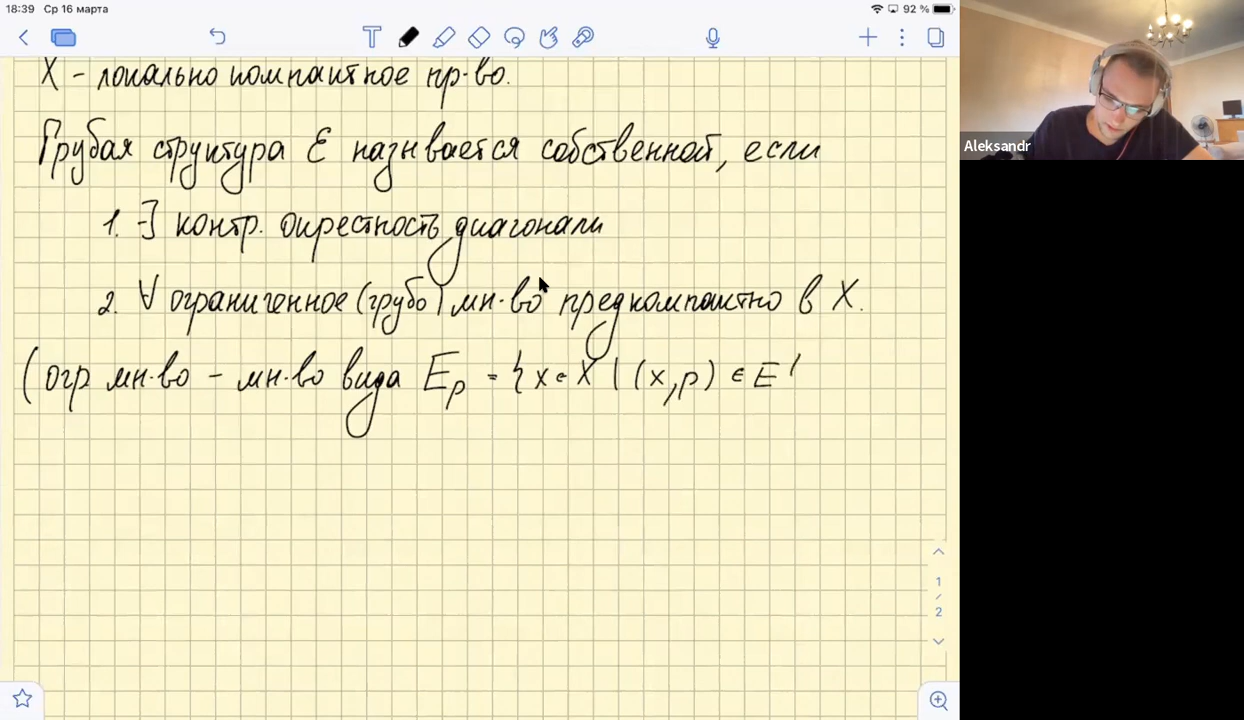 18:39 Ср 16 марта
92 %
X - локально компактное пр-во.
Грубая структура Ɛ называется собственной, если
1. ∃ контр. окрестность диагонали
2. ∀ ограниченное (грубо) мн-во предкомпактно в X.
(огр мн-во - мн-во вида Eₚ = { x ∈ X | (x, p) ∈ E
1
/
2
Aleksandr